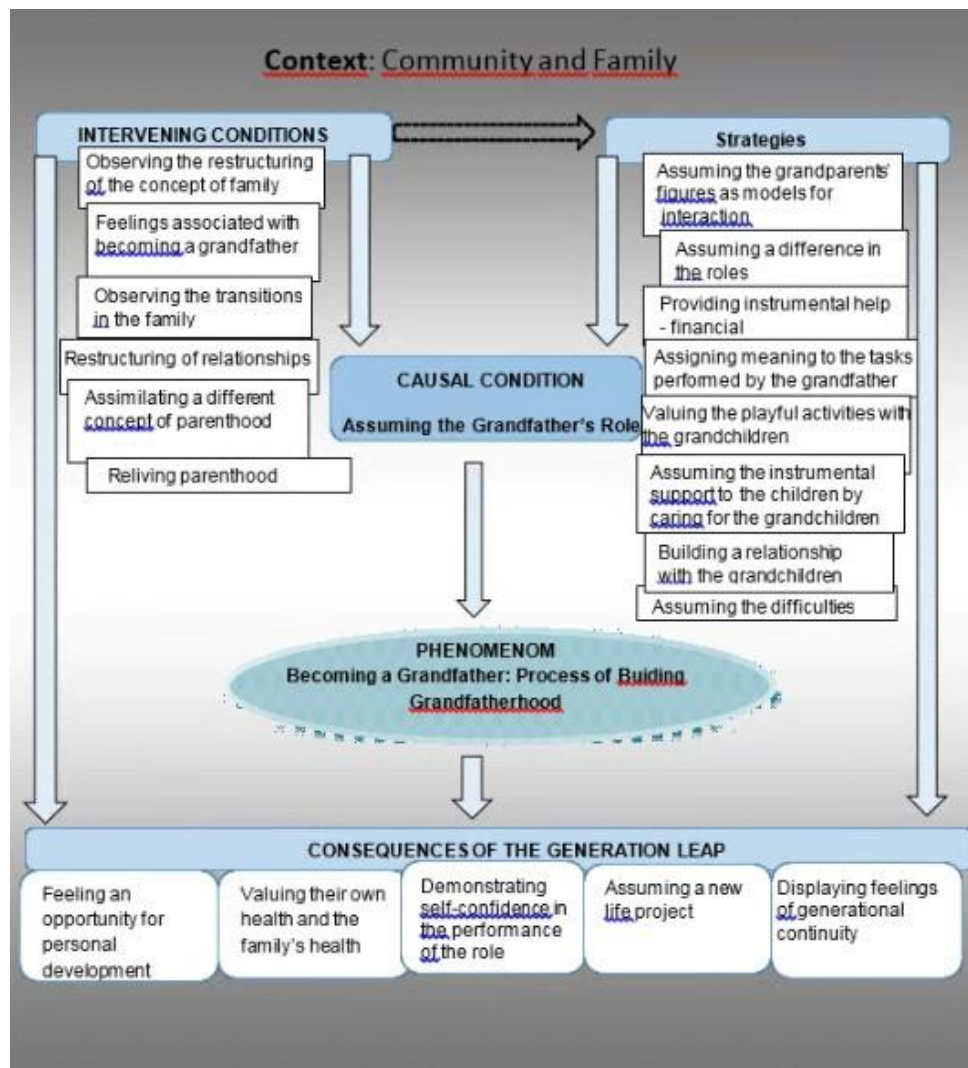 Context: Community and Family
INTERVENING CONDITIONS
Observing the restructuring
of the concept of family
Feelings associated with
becoming a grandfather
Observing the transitions
in the family
Restructuring of relationships
Assimilating a different
concept of parenthood
Reliving parenthood
Strategies
Assuming the grandparents'
figures as models for
interaction
Assuming a difference in
the roles
Providing instrumental help
- financial
Assigning meaning to the tasks
performed by the grandfather
Valuing the playful activities with
the grandchildren
Assuming the instrumental
support to the children by
caring for the grandchildren
Building a relationship
with the grandchildren
Assuming the difficulties
CAUSAL CONDITION
Assuming the Grandfather's Role
PHENOMENOM
Becoming a Grandfather: Process of Buiding
Grandfatherhood
CONSEQUENCES OF THE GENERATION LEAP
Feeling an
opportunity for
personal
development
Valuing their own
health and the
family's health
Demonstrating
self-confidence in
the performance
of the role
Assuming a new
life project
Displaying feelings
of generational
continuity